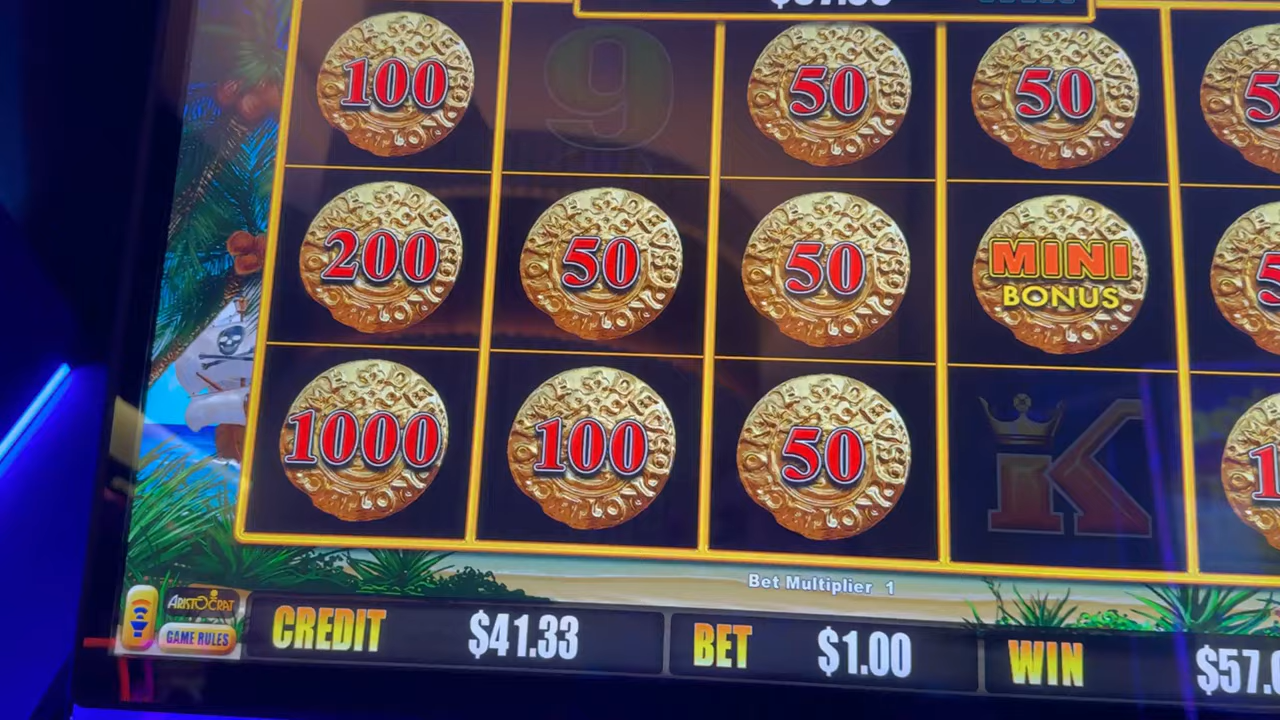 100 9 50 50
200 50 50 MINI
BONUS
1000 100 50 K
Bet Multiplier 1
ARISTOCRAT
GAME RULES
CREDIT $41.33 BET $1.00 WIN